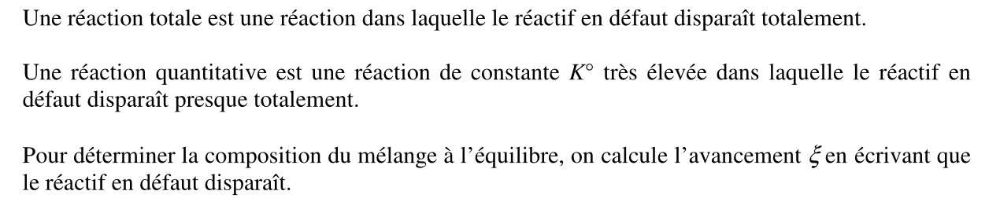 Une réaction totale est une réaction dans laquelle le réactif en défaut disparaît totalement.
Une réaction quantitative est une réaction de constante K° très élevée dans laquelle le réactif en
défaut disparaît presque totalement.
Pour déterminer la composition du mélange à l’équilibre, on calcule l’avancement ξ en écrivant que
le réactif en défaut disparaît.